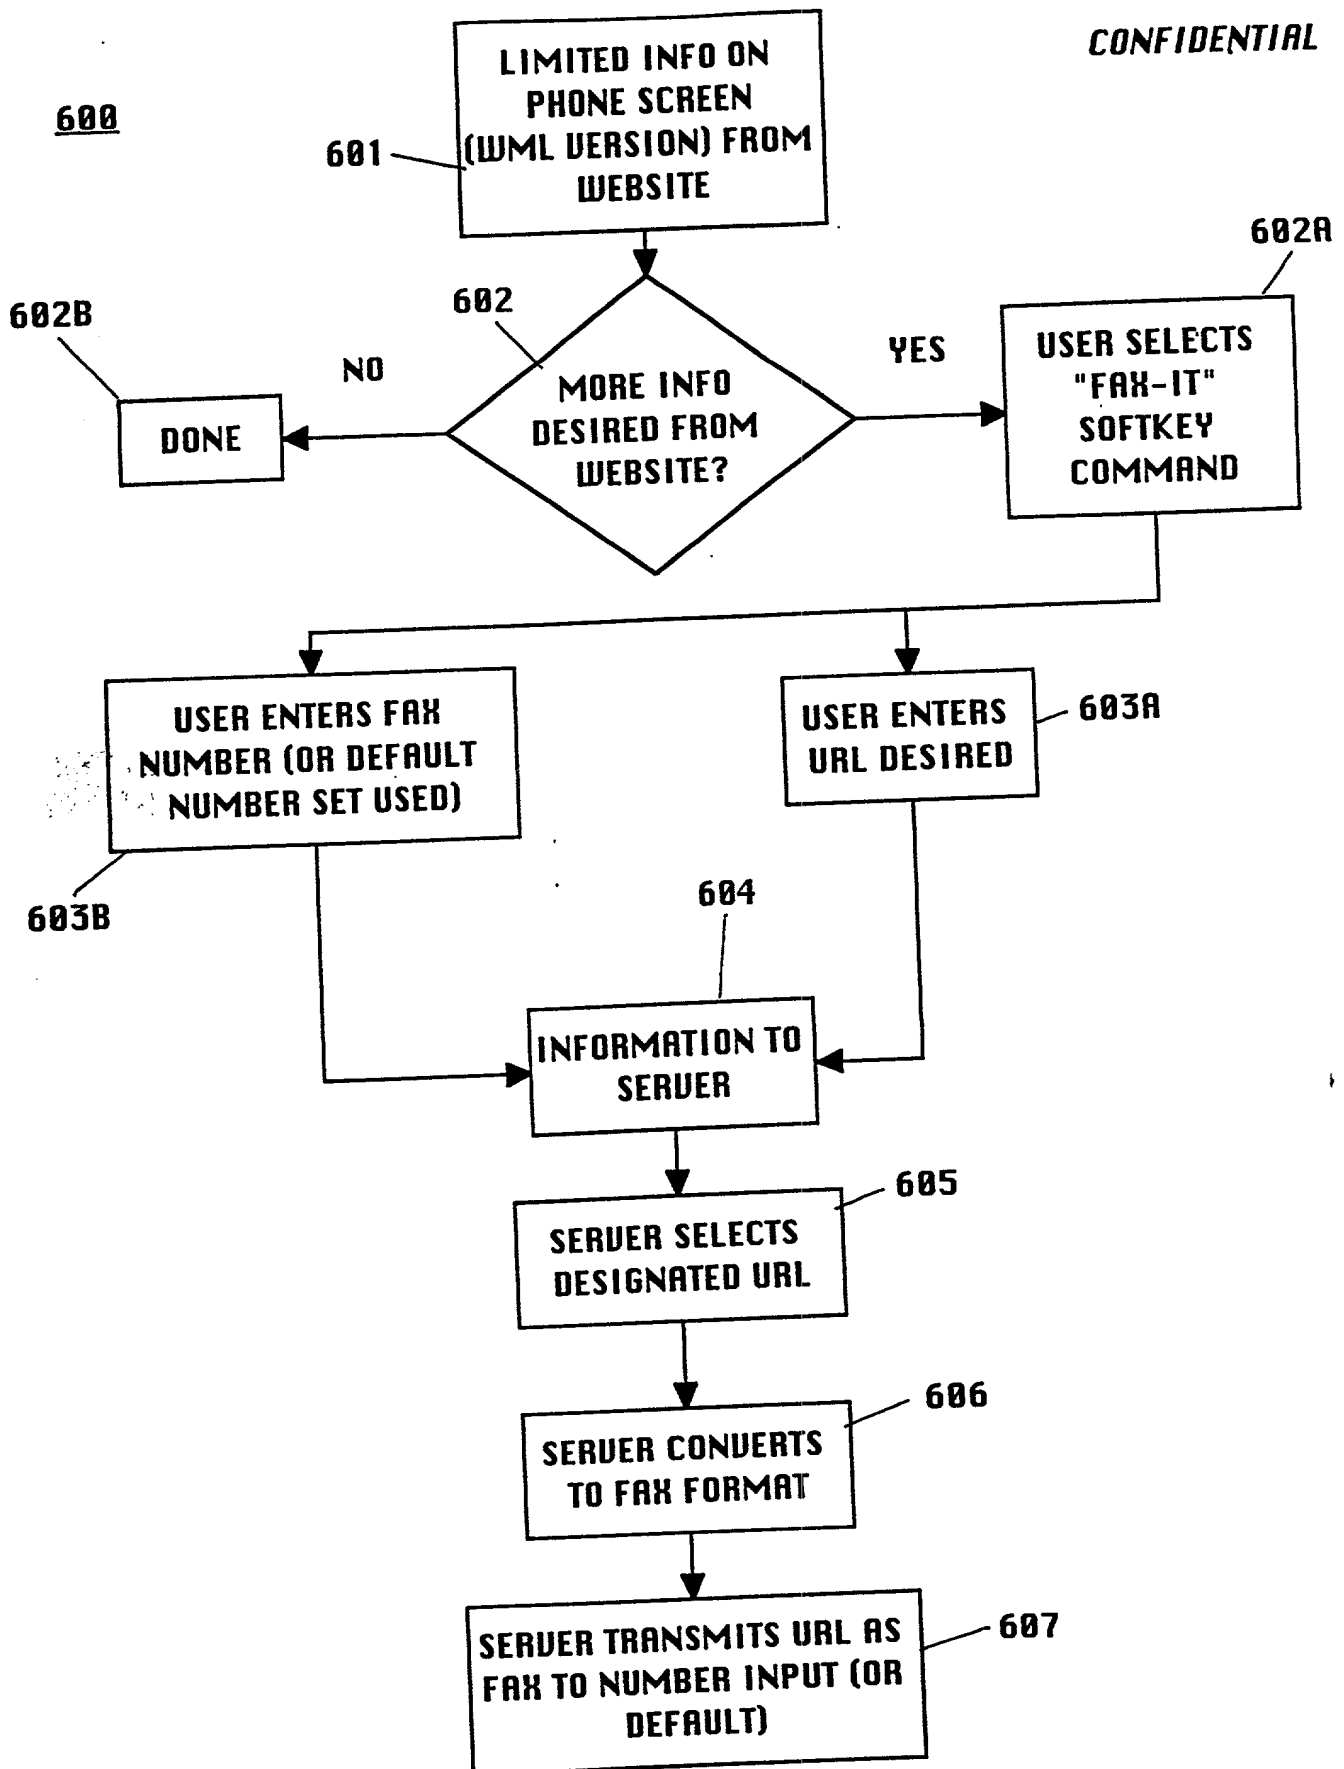 CONFIDENTIAL
600
LIMITED INFO ON
PHONE SCREEN
(WML VERSION) FROM
WEBSITE
601
602A
602B
602
NO
YES
MORE INFO
DESIRED FROM
WEBSITE?
DONE
USER SELECTS
"FAX-IT"
SOFTKEY
COMMAND
USER ENTERS FAX
NUMBER (OR DEFAULT
NUMBER SET USED)
603B
USER ENTERS
URL DESIRED
603A
604
INFORMATION TO
SERVER
605
SERVER SELECTS
DESIGNATED URL
606
SERVER CONVERTS
TO FAX FORMAT
607
SERVER TRANSMITS URL AS
FAX TO NUMBER INPUT (OR
DEFAULT)